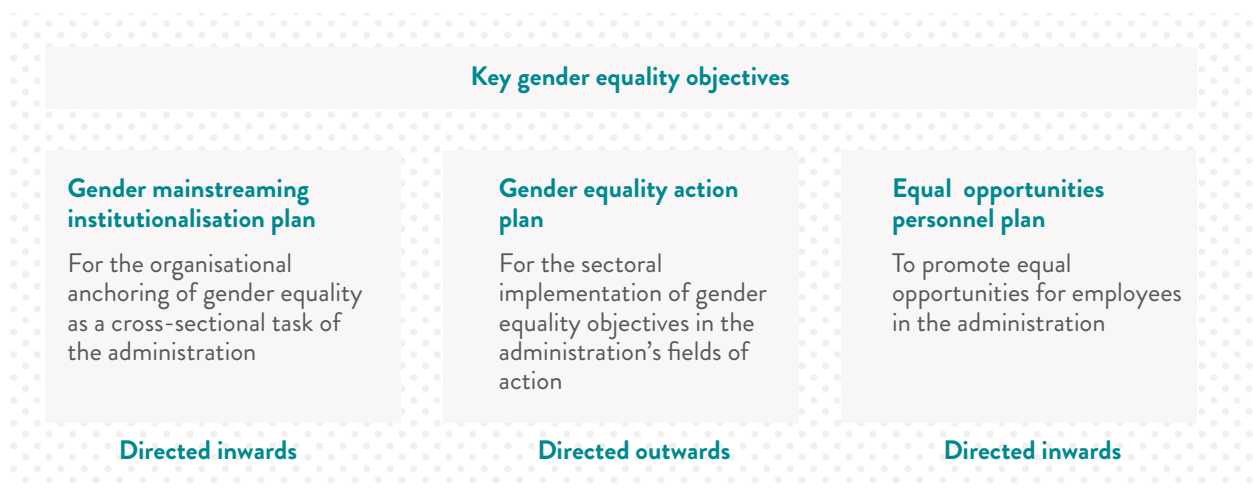 Key gender equality objectives
Gender mainstreaming
institutionalisation plan
For the organisational
anchoring of gender equality
as a cross-sectional task of
the administration
Directed inwards
Gender equality action
plan
For the sectoral
implementation of gender
equality objectives in the
administration's fields of
action
Directed outwards
Equal  opportunities
personnel plan
To promote equal
opportunities for employees
in the administration
Directed inwards